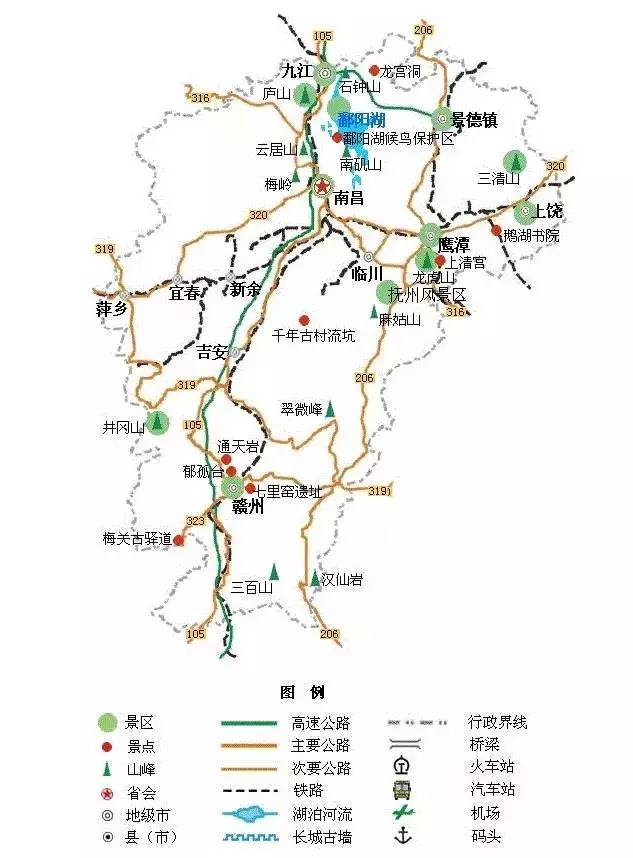 105
206
九江
石钟山
龙宫洞
庐山
316
鄱阳湖
景德镇
鄱阳湖候鸟保护区
云居山
南矶山
三清山
320
梅岭
南昌
上饶
320
鹅湖书院
鹰潭
319
临川
上清宫
龙虎山
宜春
新余
抚州风景区
萍乡
麻姑山
316
千年古村流坑
吉安
206
319
翠微峰
井冈山
105
通天岩
郁孤台
七里窑遗址
319
赣州
323
梅关古驿道
三百山
汉仙岩
105
206
图 例
景区
高速公路
行政界线
景点
主要公路
桥梁
山峰
次要公路
火车站
省会
铁路
汽车站
地级市
湖泊河流
机场
县（市）
长城古墙
码头